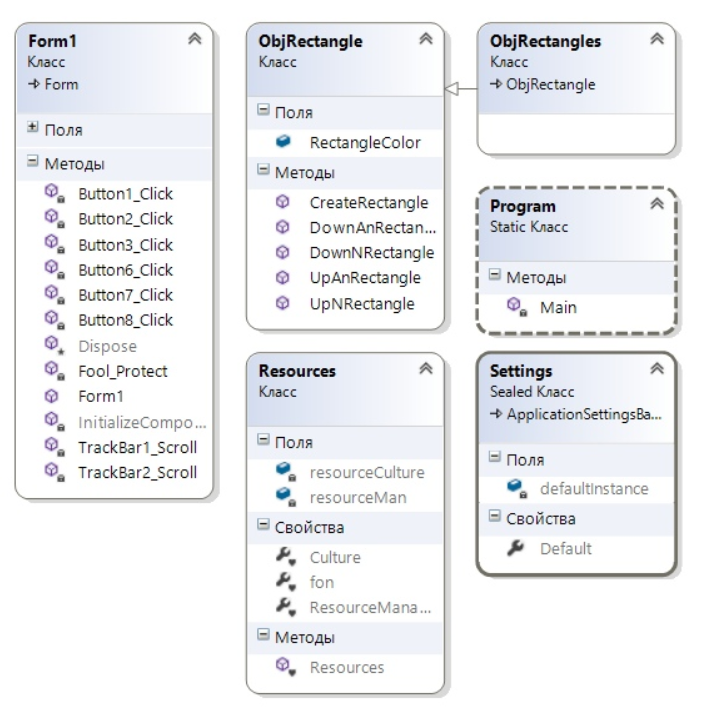 Form1
Класс
Form
Поля
Методы
Button1_Click
Button2_Click
Button3_Click
Button6_Click
Button7_Click
Button8_Click
Dispose
Fool_Protect
Form1
InitializeCompo...
TrackBar1_Scroll
TrackBar2_Scroll
ObjRectangle
Класс
Поля
RectangleColor
Методы
CreateRectangle
DownAnRectan...
DownNRectangle
UpAnRectangle
UpNRectangle
ObjRectangles
Класс
ObjRectangle
Program
Static Класс
Методы
Main
Resources
Класс
Поля
resourceCulture
resourceMan
Свойства
Culture
fon
ResourceMana...
Методы
Resources
Settings
Sealed Класс
ApplicationSettingsBa...
Поля
defaultInstance
Свойства
Default